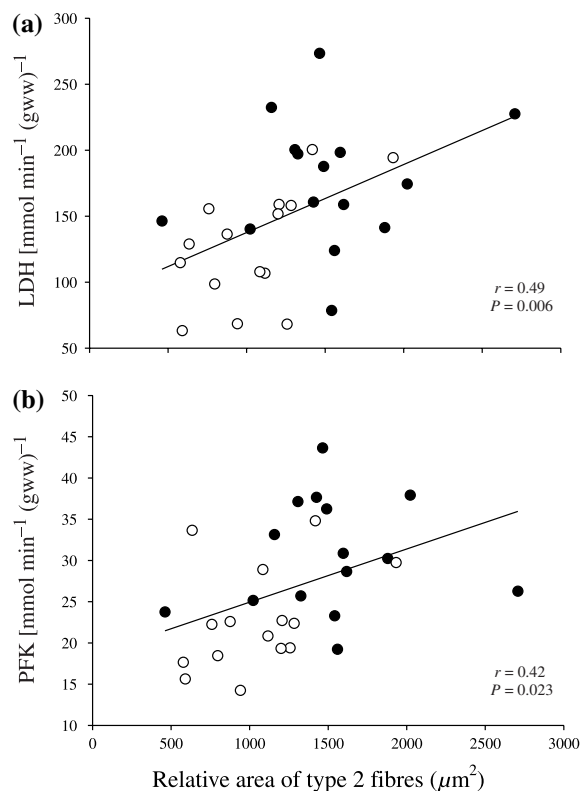 (a)
300
250
200
150
100
50
LDH [mmol min⁻¹ (gww)⁻¹
r = 0.49
P = 0.006
(b)
50
45
40
35
30
25
20
15
10
PFK [mmol min⁻¹ (gww)⁻¹
r = 0.42
P = 0.023
0 500 1000 1500 2000 2500 3000
Relative area of type 2 fibres (μm²)